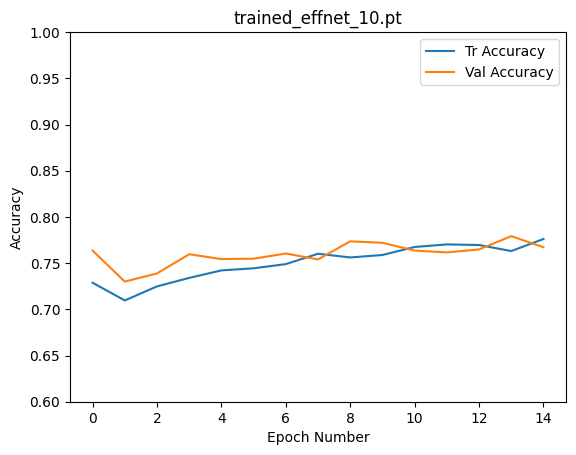 trained_effnet_10.pt
Tr Accuracy
Val Accuracy
1.00
0.95
0.90
0.85
0.80
0.75
0.70
0.65
0.60
Accuracy
0 2 4 6 8 10 12 14
Epoch Number